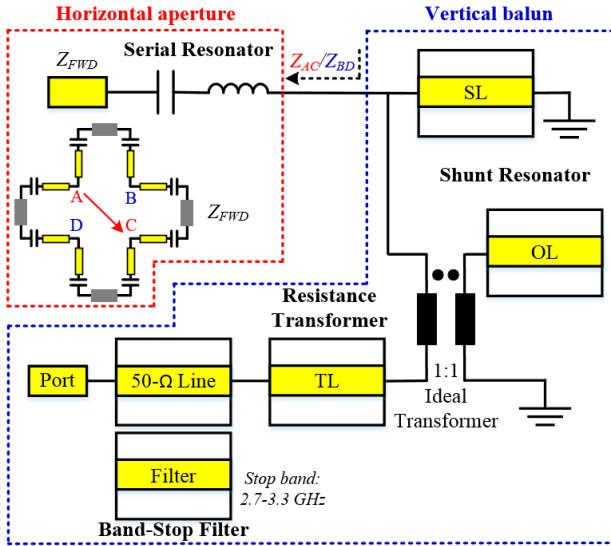 Horizontal aperture
Vertical balun
Serial Resonator
Z_FWD
Z_AC/Z_BD
SL
A
B
D
C
Z_FWD
Shunt Resonator
OL
Resistance
Transformer
Port
50-Ω Line
TL
1:1
Ideal
Transformer
Filter
Stop band:
2.7-3.3 GHz
Band-Stop Filter